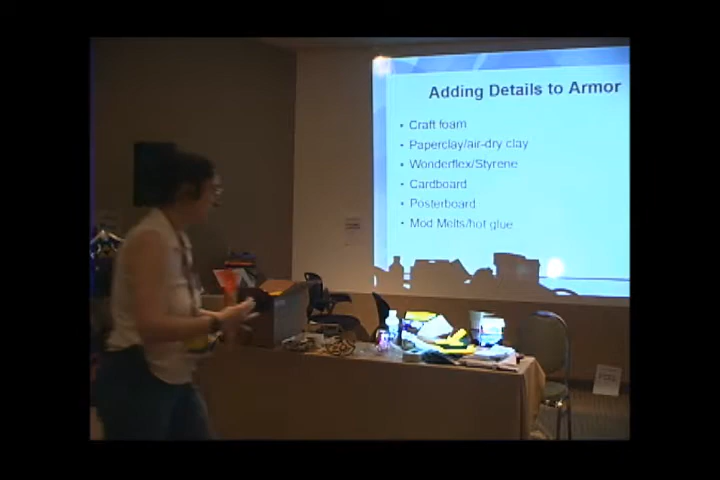 Adding Details to Armor
• Craft foam
• Paperclay/air-dry clay
• Wonderflex/Styrene
• Cardboard
• Posterboard
• Mod Melts/hot glue